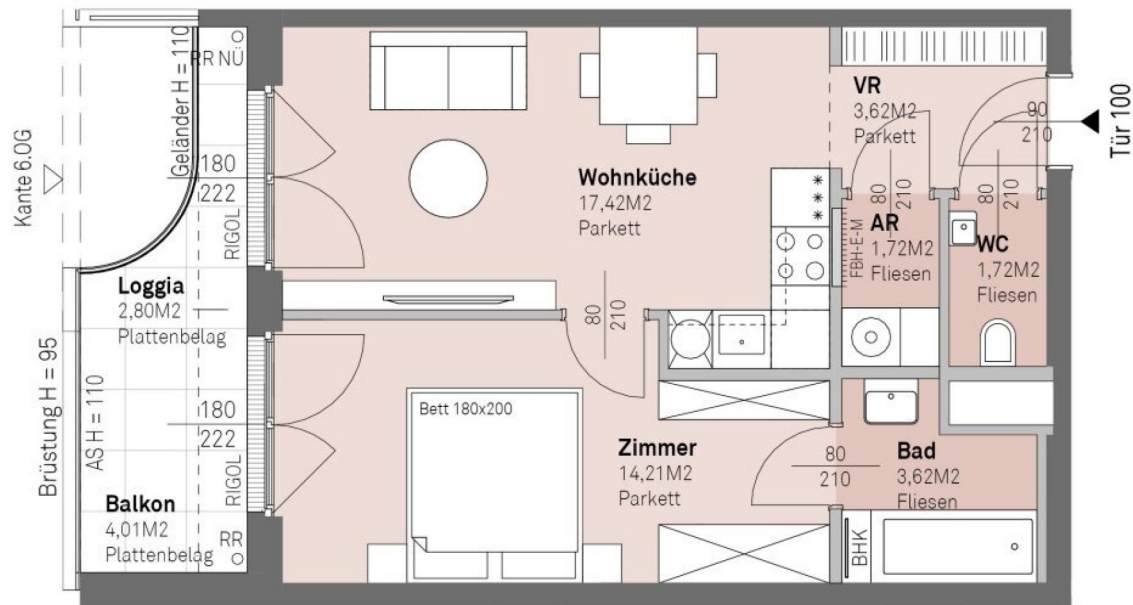 Kante 6.OG
Brüstung H = 95
Geländer H = 110
RR NÜ
180
222
RIGOL
Loggia
2,80M2
Plattenbelag
AS H = 110
180
222
RIGOL
Balkon
4,01M2
Plattenbelag
RR
Wohnküche
17,42M2
Parkett
80
210
Bett 180x200
Zimmer
14,21M2
Parkett
VR
3,62M2
Parkett
90
210
Tür 100
80
210
AR
1,72M2
Fliesen
FBH-E-M
80
210
WC
1,72M2
Fliesen
80
210
Bad
3,62M2
Fliesen
BHK